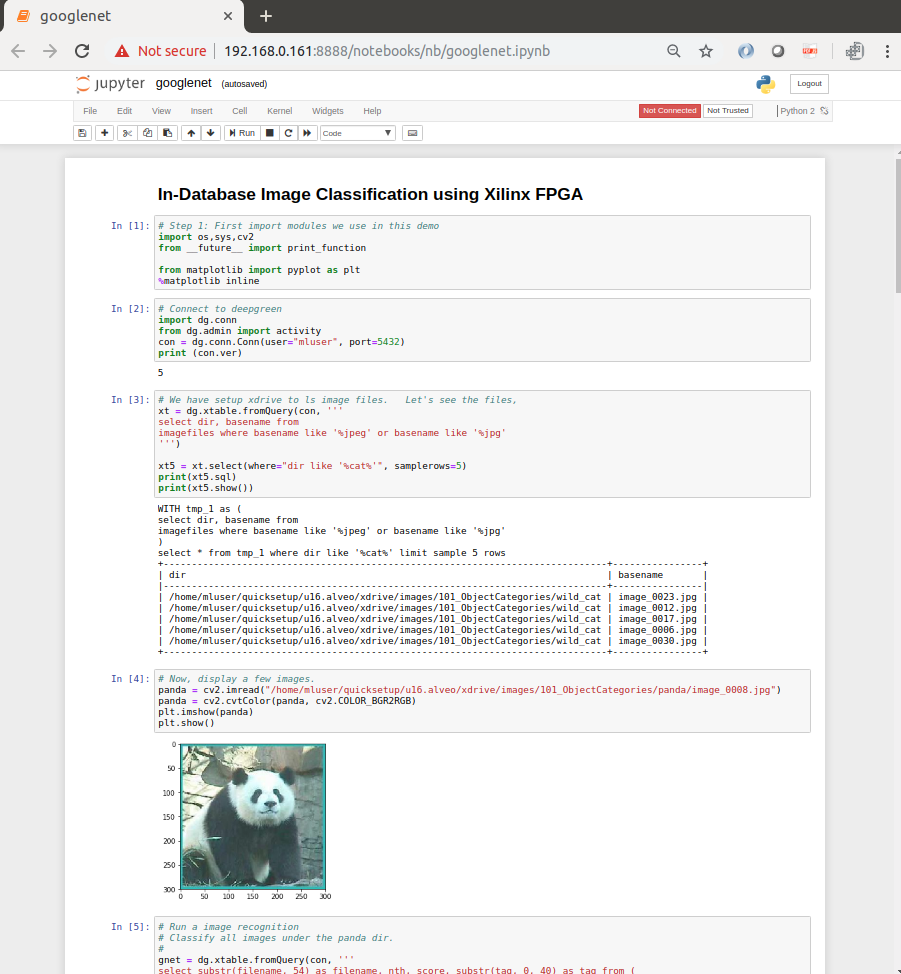 googlenet
Not secure 192.168.0.161:8888/notebooks/nb/googlenet.ipynb
jupyter googlenet (autosaved) Logout
File Edit View Insert Cell Kernel Widgets Help Not Connected Not Trusted Python 2
Run Code
In-Database Image Classification using Xilinx FPGA
In [1]: # Step 1: First import modules we use in this demo
import os,sys,cv2
from __future__ import print_function
from matplotlib import pyplot as plt
%matplotlib inline
In [2]: # Connect to deepgreen
import dg.conn
from dg.admin import activity
con = dg.conn.Conn(user="mluser", port=5432)
print (con.ver)
5
In [3]: # We have setup xdrive to ls image files.   Let's see the files,
xt = dg.xtable.fromQuery(con, '''
select dir, basename from
imagefiles where basename like '%jpeg' or basename like '%jpg'
''')
xt5 = xt.select(where="dir like '%cat%'", samplerows=5)
print(xt5.sql)
print(xt5.show())
WITH tmp_1 as (
select dir, basename from
imagefiles where basename like '%jpeg' or basename like '%jpg'
)
select * from tmp_1 where dir like '%cat%' limit sample 5 rows
| dir | basename |
| /home/mluser/quicksetup/u16.alveo/xdrive/images/101_ObjectCategories/wild_cat | image_0023.jpg |
| /home/mluser/quicksetup/u16.alveo/xdrive/images/101_ObjectCategories/wild_cat | image_0012.jpg |
| /home/mluser/quicksetup/u16.alveo/xdrive/images/101_ObjectCategories/wild_cat | image_0017.jpg |
| /home/mluser/quicksetup/u16.alveo/xdrive/images/101_ObjectCategories/wild_cat | image_0006.jpg |
| /home/mluser/quicksetup/u16.alveo/xdrive/images/101_ObjectCategories/wild_cat | image_0030.jpg |
In [4]: # Now, display a few images.
panda = cv2.imread("/home/mluser/quicksetup/u16.alveo/xdrive/images/101_ObjectCategories/panda/image_0008.jpg")
panda = cv2.cvtColor(panda, cv2.COLOR_BGR2RGB)
plt.imshow(panda)
plt.show()
0
50
100
150
200
250
300
0 50 100 150 200 250 300
In [5]: # Run a image recognition
# Classify all images under the panda dir.
#
gnet = dg.xtable.fromQuery(con, '''
select substr(filename, 54) as filename, nth, score, substr(tag, 0, 40) as tag from (